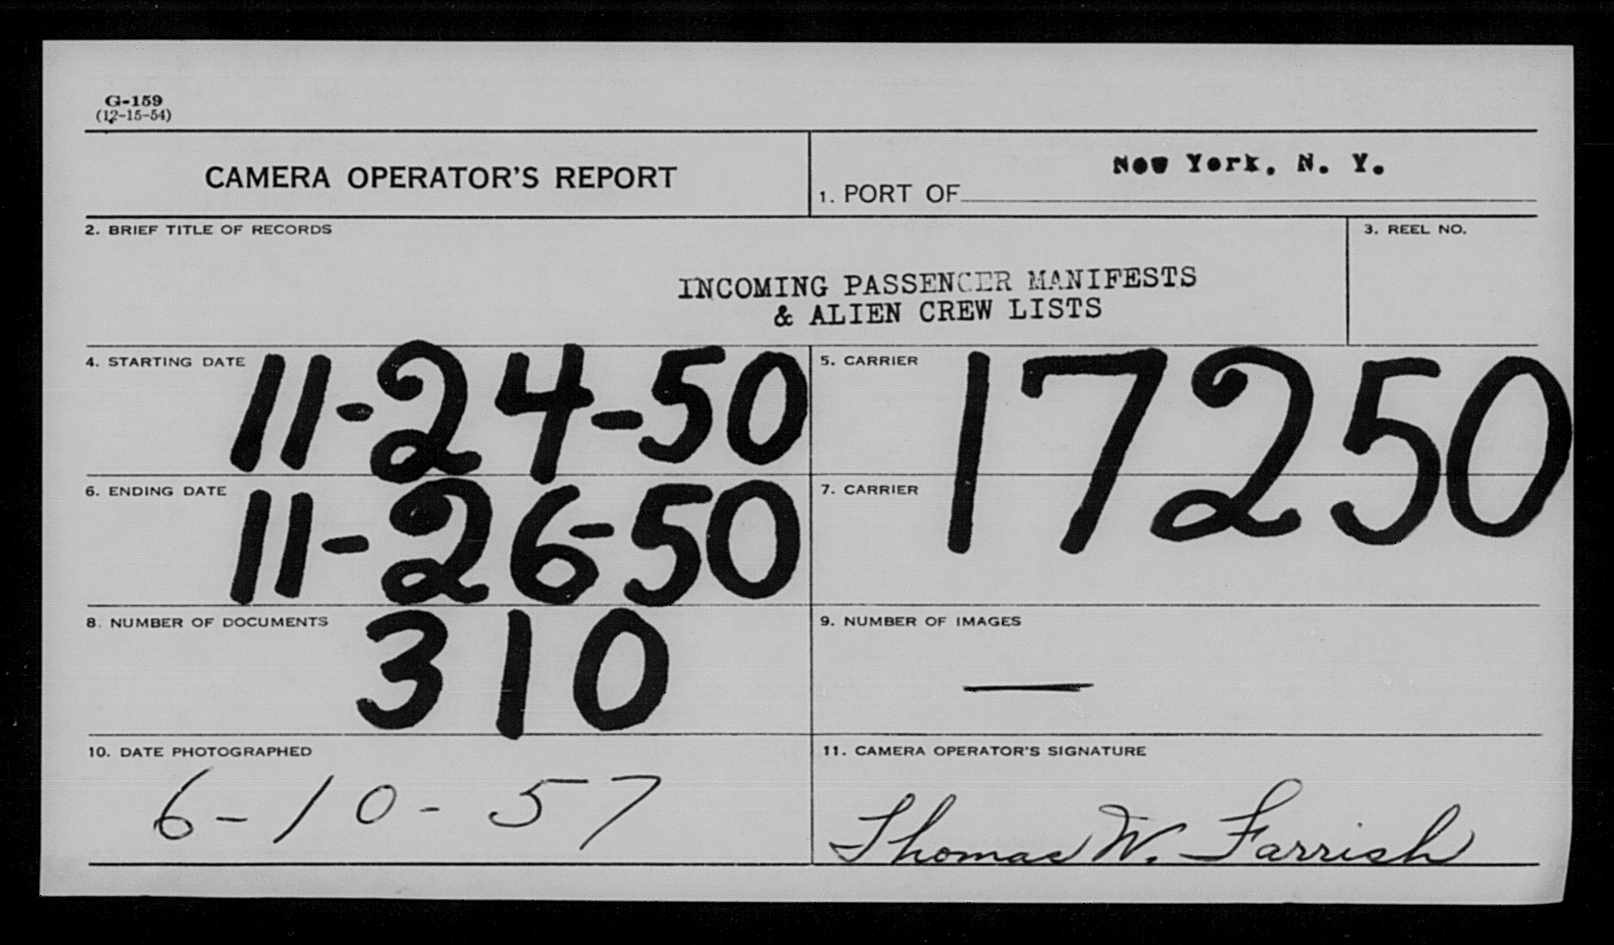 G-159
(12-15-54)
CAMERA OPERATOR'S REPORT
1. PORT OF New York, N. Y.
2. BRIEF TITLE OF RECORDS
3. REEL NO.
INCOMING PASSENGER MANIFESTS
& ALIEN CREW LISTS
4. STARTING DATE 11-24-50
5. CARRIER
17250
6. ENDING DATE 11-26-50
7. CARRIER
8. NUMBER OF DOCUMENTS 310
9. NUMBER OF IMAGES
—
10. DATE PHOTOGRAPHED
6-10-57
11. CAMERA OPERATOR'S SIGNATURE
Thomas W. Farrish